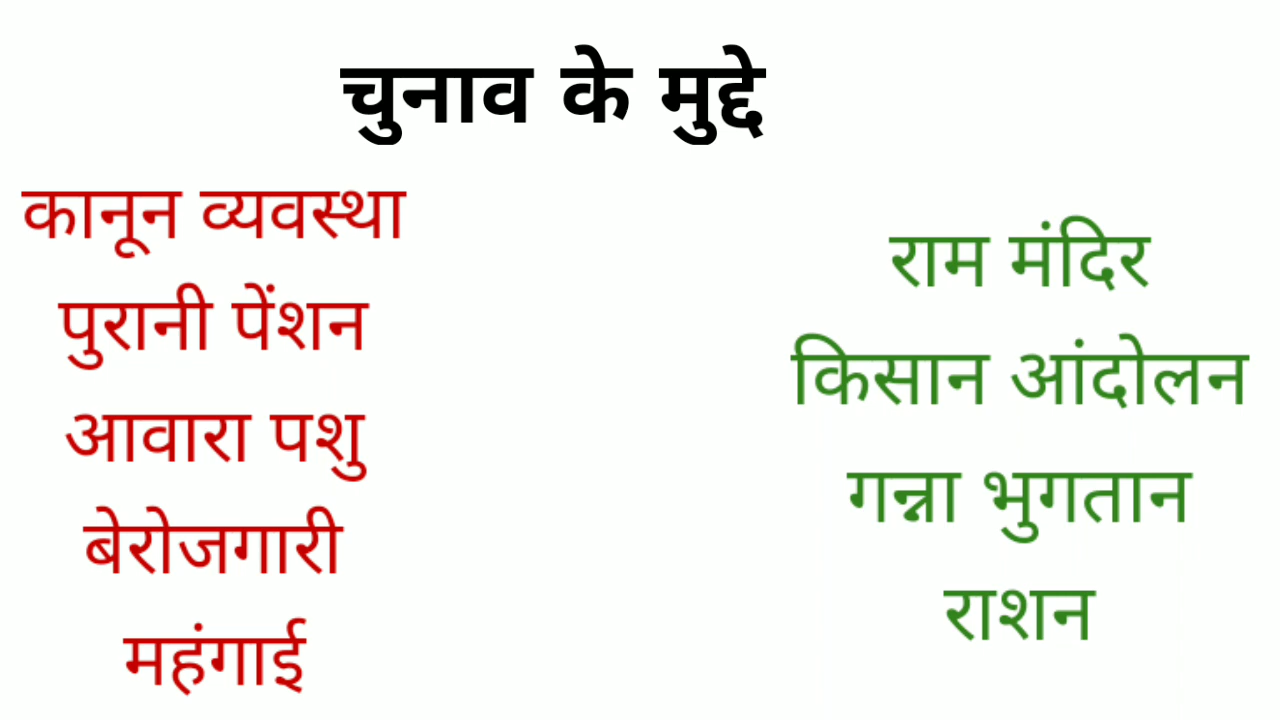 चुनाव के मुद्दे
कानून व्यवस्था
पुरानी पेंशन
आवारा पशु
बेरोजगारी
महंगाई
राम मंदिर
किसान आंदोलन
गन्ना भुगतान
राशन